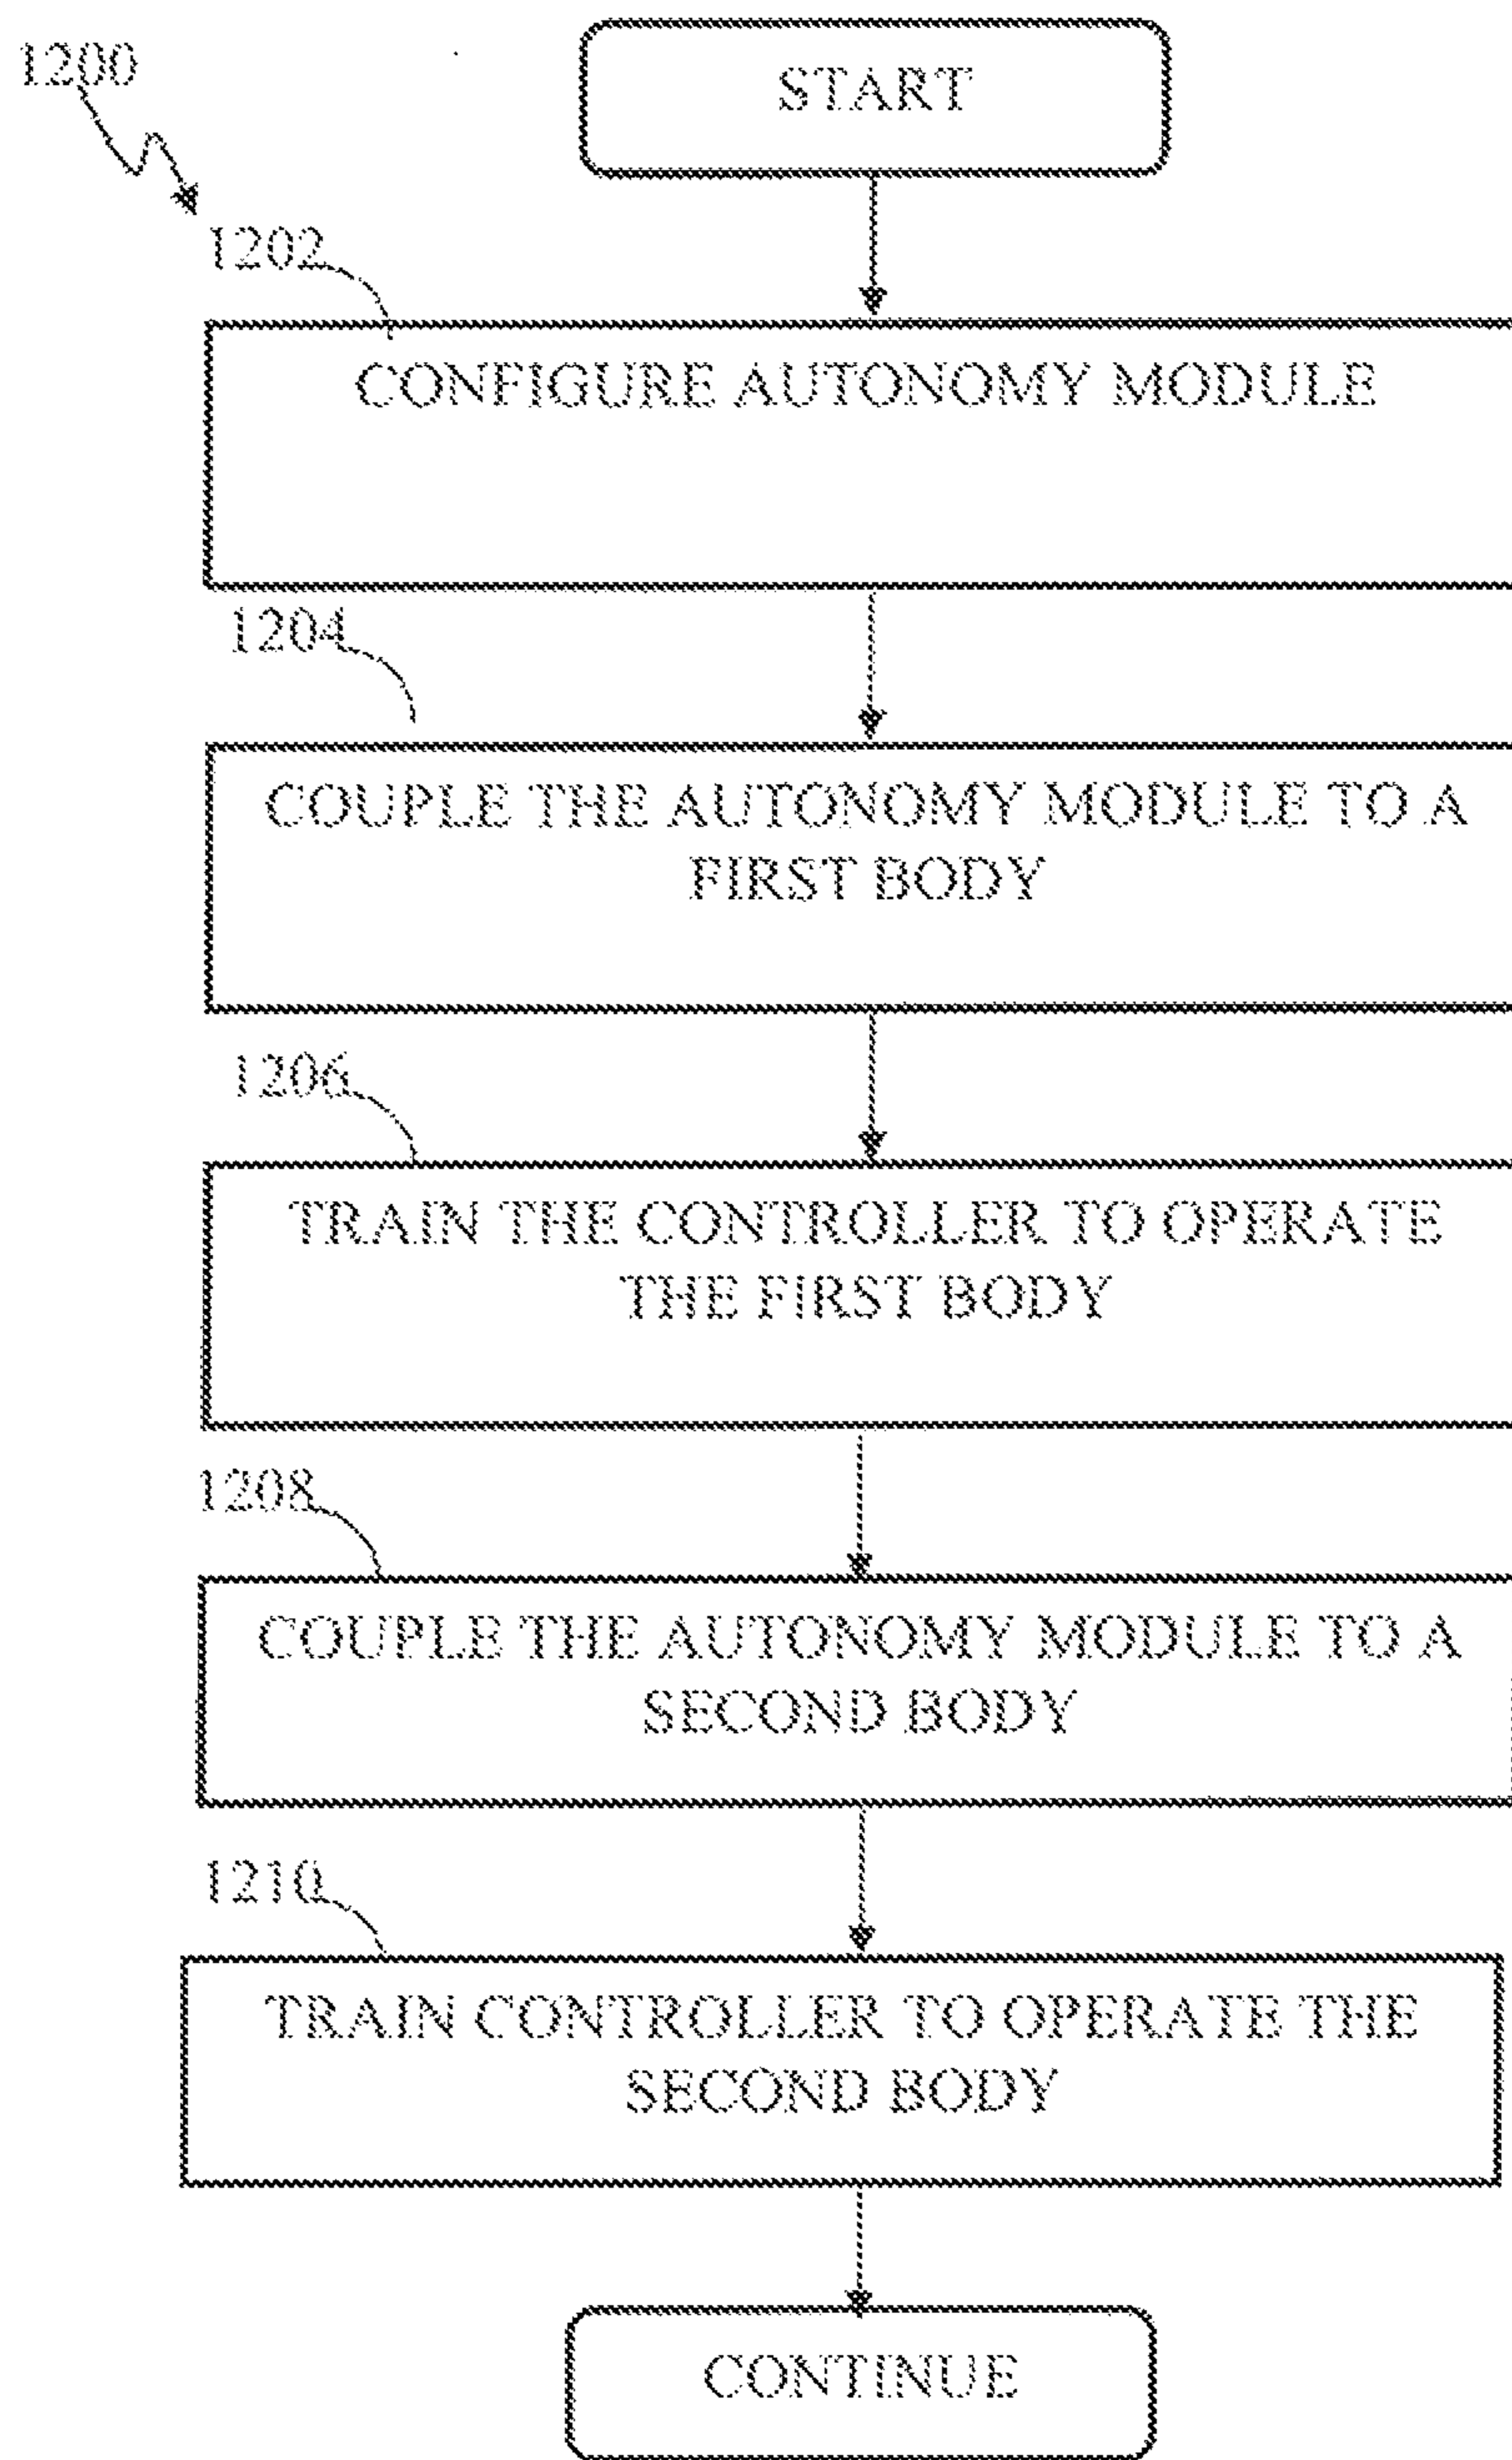 1200
START
1202
CONFIGURE AUTONOMY MODULE
1204
COUPLE THE AUTONOMY MODULE TO A
FIRST BODY
1206
TRAIN THE CONTROLLER TO OPERATE
THE FIRST BODY
1208
COUPLE THE AUTONOMY MODULE TO A
SECOND BODY
1210
TRAIN CONTROLLER TO OPERATE THE
SECOND BODY
CONTINUE